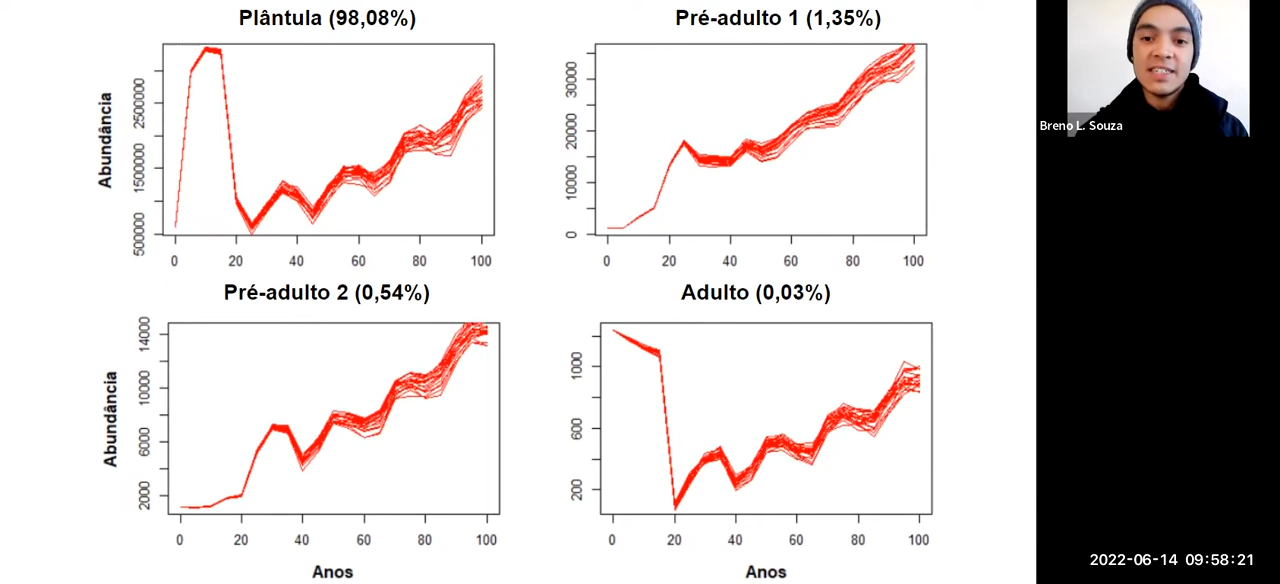 Plântula (98,08%)
Pré-adulto 1 (1,35%)
Abundância
500000 1500000 2500000
0 20 40 60 80 100
0 10000 20000 30000
0 20 40 60 80 100
Pré-adulto 2 (0,54%)
Adulto (0,03%)
Abundância
2000 6000 10000 14000
0 20 40 60 80 100
200 600 1000
0 20 40 60 80 100
Anos
Anos
Breno L. Souza
2022-06-14 09:58:21